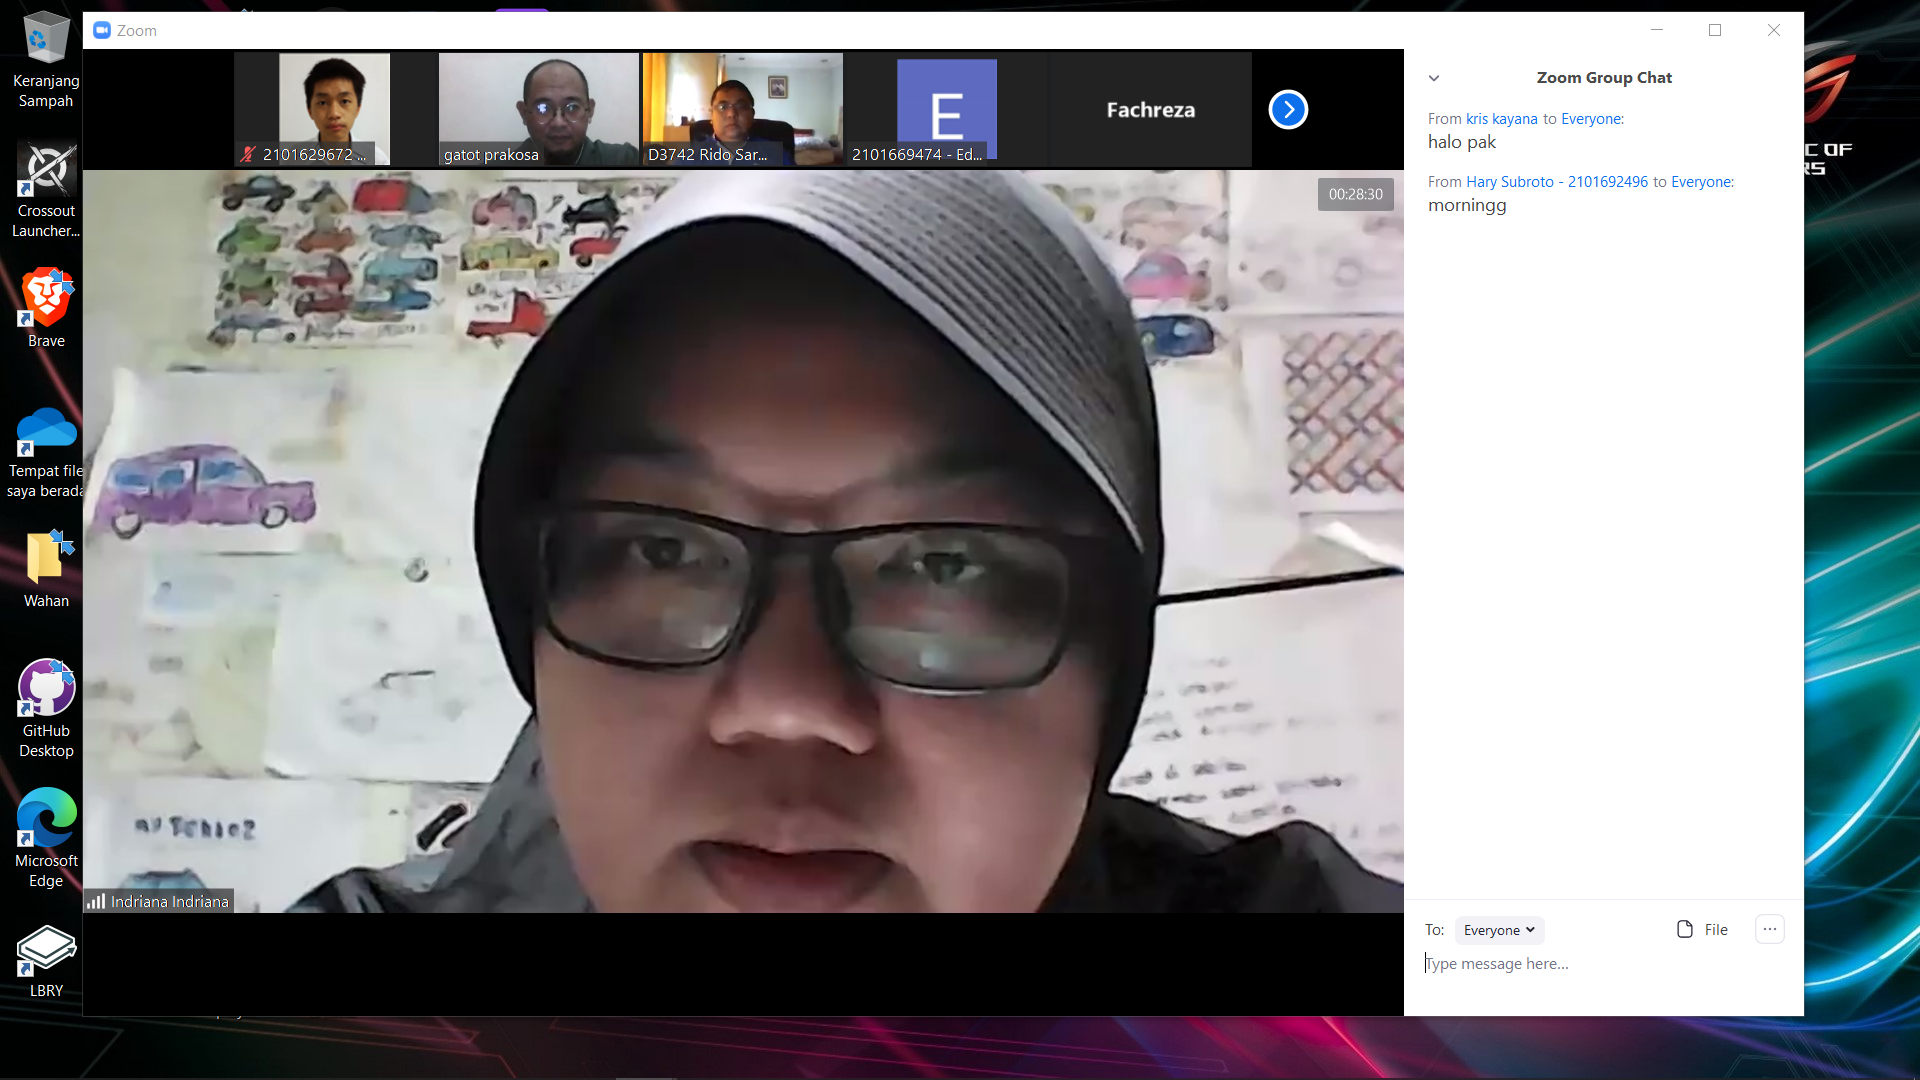 Keranjang
Sampah
Crossout
Launcher...
Brave
Tempat file
saya berada
Wahan
GitHub
Desktop
Microsoft
Edge
LBRY
Zoom
2101629672 ...
gatot prakosa
D3742 Rido Sar...
E
2101669474 - Ed...
Fachreza
00:28:30
Indriana Indriana
Zoom Group Chat
From kris kayana to Everyone:
halo pak
From Hary Subroto - 2101692496 to Everyone:
morningg
To: Everyone
File
Type message here...
C OF
RS